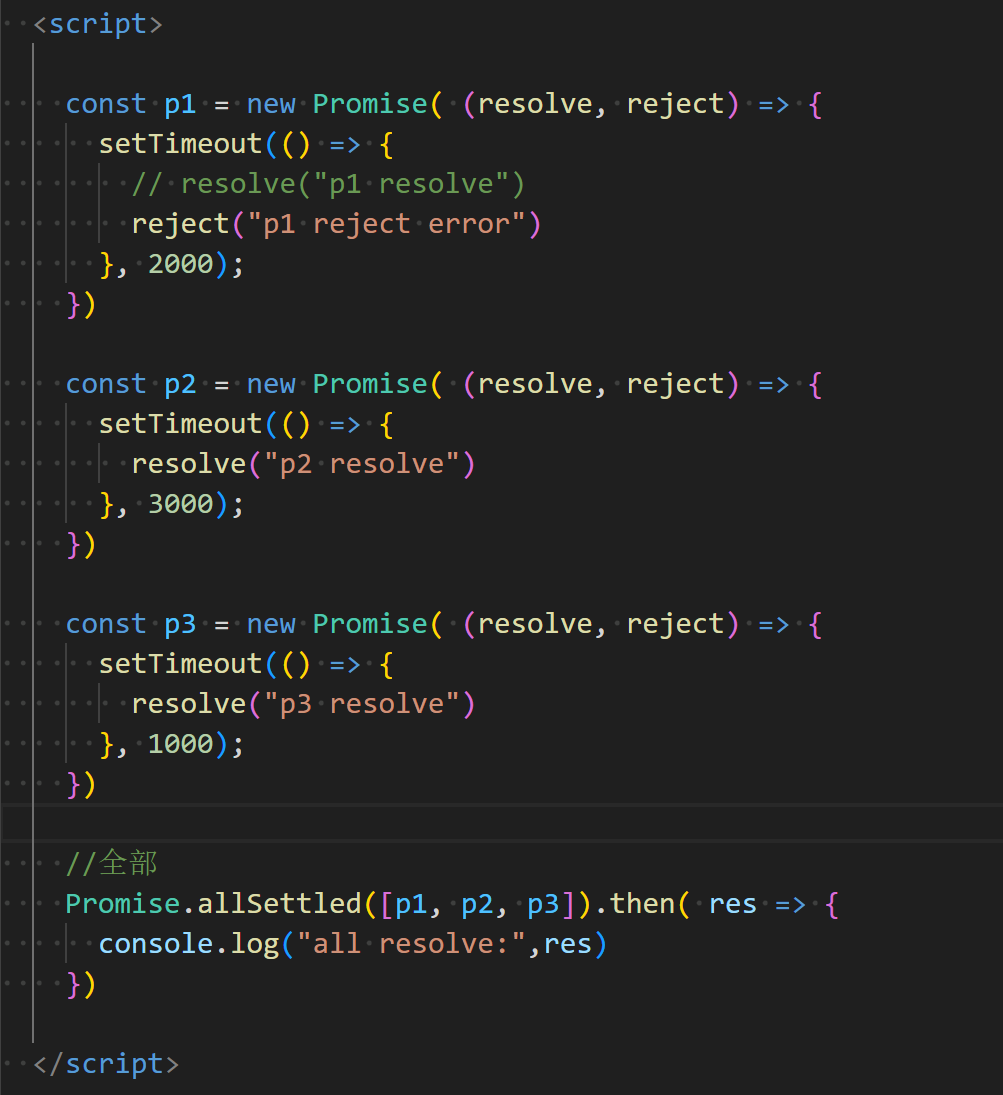 <script>
const p1 = new Promise( (resolve, reject) => {
setTimeout(() => {
// resolve("p1 resolve")
reject("p1 reject error")
}, 2000);
})
const p2 = new Promise( (resolve, reject) => {
setTimeout(() => {
resolve("p2 resolve")
}, 3000);
})
const p3 = new Promise( (resolve, reject) => {
setTimeout(() => {
resolve("p3 resolve")
}, 1000);
})
//全部
Promise.allSettled([p1, p2, p3]).then( res => {
console.log("all resolve:",res)
})
</script>